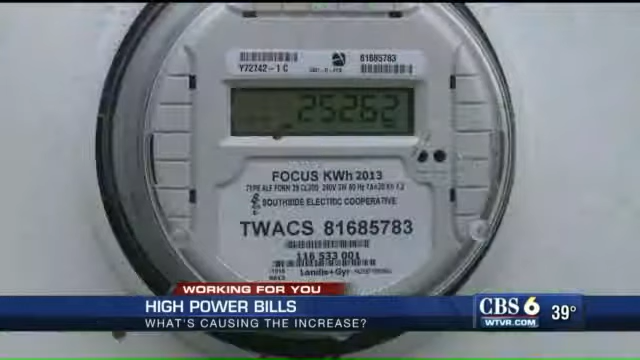 Y72742-1 C
81685783
25262
FOCUS KWh 2013
SOUTHSIDE ELECTRIC COOPERATIVE
TWACS 81685783
116 533 001
Landis+Gyr
WORKING FOR YOU
HIGH POWER BILLS
WHAT'S CAUSING THE INCREASE?
CBS 6
WTVR.COM
39°